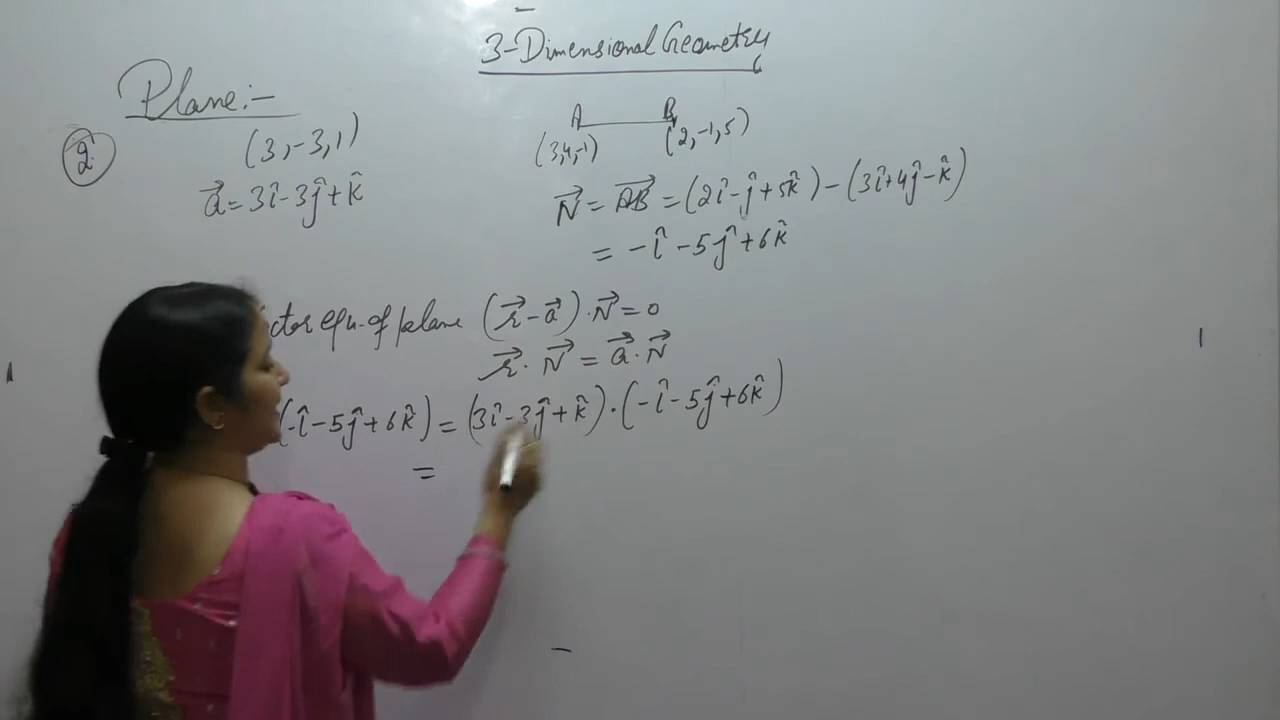 3-Dimensional Geometry
Plane:-
2.
(3,-3,1)
a⃗=3î-3ĵ+k̂
A B
(3,4,-1) (2,-1,5)
N⃗ = AB⃗ = (2î-ĵ+5k̂) - (3î+4ĵ-k̂)
= -î-5ĵ+6k̂
eqn. of plane (r⃗-a⃗).N⃗=0
r⃗.N⃗ = a⃗.N⃗
(-î-5ĵ+6k̂) = (3î-3ĵ+k̂).(-î-5ĵ+6k̂)
=